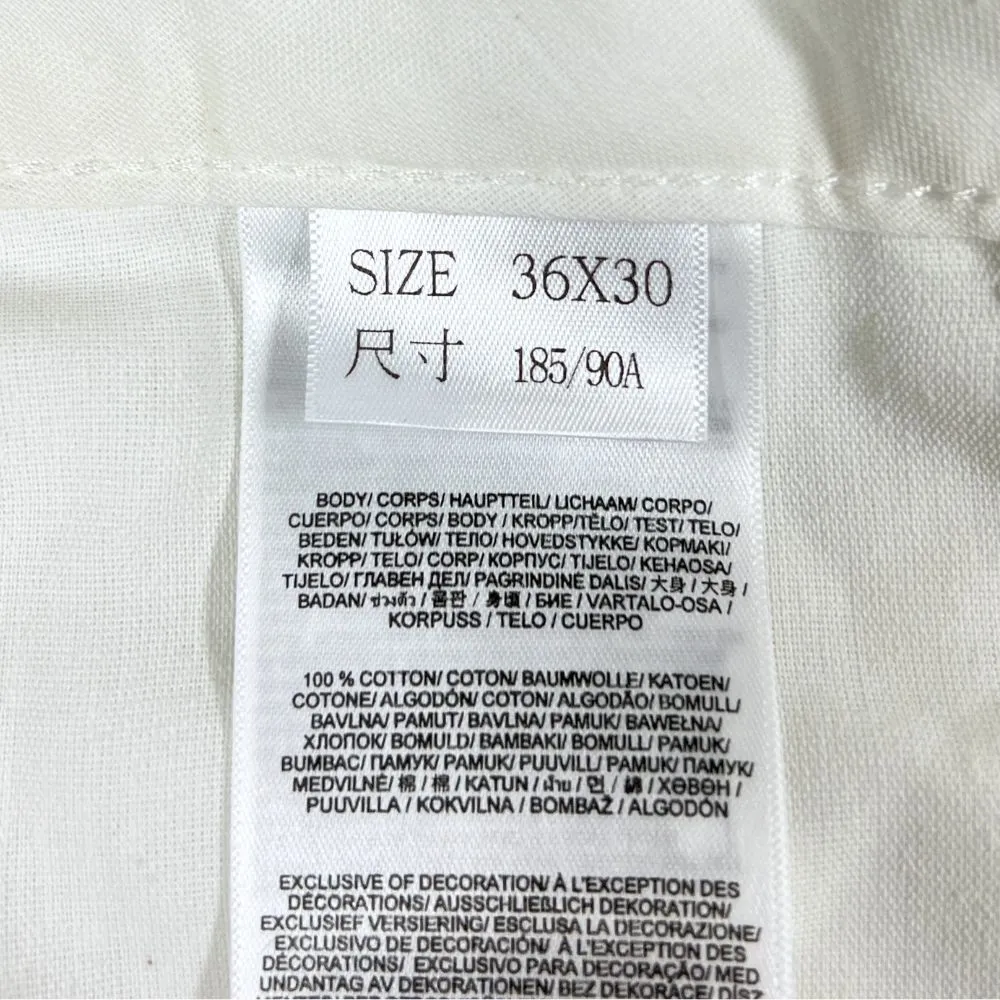 SIZE 36X30
尺寸 185/90A
BODY/ CORPS/ HAUPTTEIL/ LICHAAM/ CORPO/
CUERPO/ CORPS/ BODY / KROPP/TĚLO/ TEST/ TELO/
BEDEN/ TUŁÓW/ ТЕЛО/ HOVEDSTYKKE/ ΚΟΡΜΑΚΙ/
KROPP/ TELO/ CORP/ КОРПУС/ TIJELO/ KEHAOSA/
TIJELO/ ГЛАВЕН ДЕЛ/ PAGRINDINĖ DALIS/ 大身 / 大身 /
BADAN/ ช่วงตัว / 몸판 / 身頃 / БИЕ / VARTALO-OSA /
KORPUSS / TELO / CUERPO
100 % COTTON/ COTON/ BAUMWOLLE/ KATOEN/
COTONE/ ALGODÓN/ COTON/ ALGODÃO/ BOMULL/
BAVLNA/ PAMUT/ BAVLNA/ PAMUK/ BAWEŁNA/
ХЛОПОК/ BOMULD/ BAMBAKI/ BOMULL/ PAMUK/
BUMBAC/ ПАМУК/ PAMUK/ PUUVILL/ PAMUK/ ПАМУК/
MEDVILNĖ/ 棉 / 棉 / KATUN / ผ้าย / 면 / 綿 / ХӨВӨН /
PUUVILLA / KOKVILNA / BOMBAŽ / ALGODÓN
EXCLUSIVE OF DECORATION/ À L'EXCEPTION DES
DÉCORATIONS/ AUSSCHLIEßLICH DEKORATION/
EXCLUSIEF VERSIERING/ ESCLUSA LA DECORAZIONE/
EXCLUSIVO DE DECORACIÓN/ À L'EXCEPTION DES
DÉCORATIONS/ EXCLUSIVO PARA DECORAÇÃO/ MED
UNDANTAG AV DEKORATIONEN/ BEZ DEKORACE/ DÍSZ